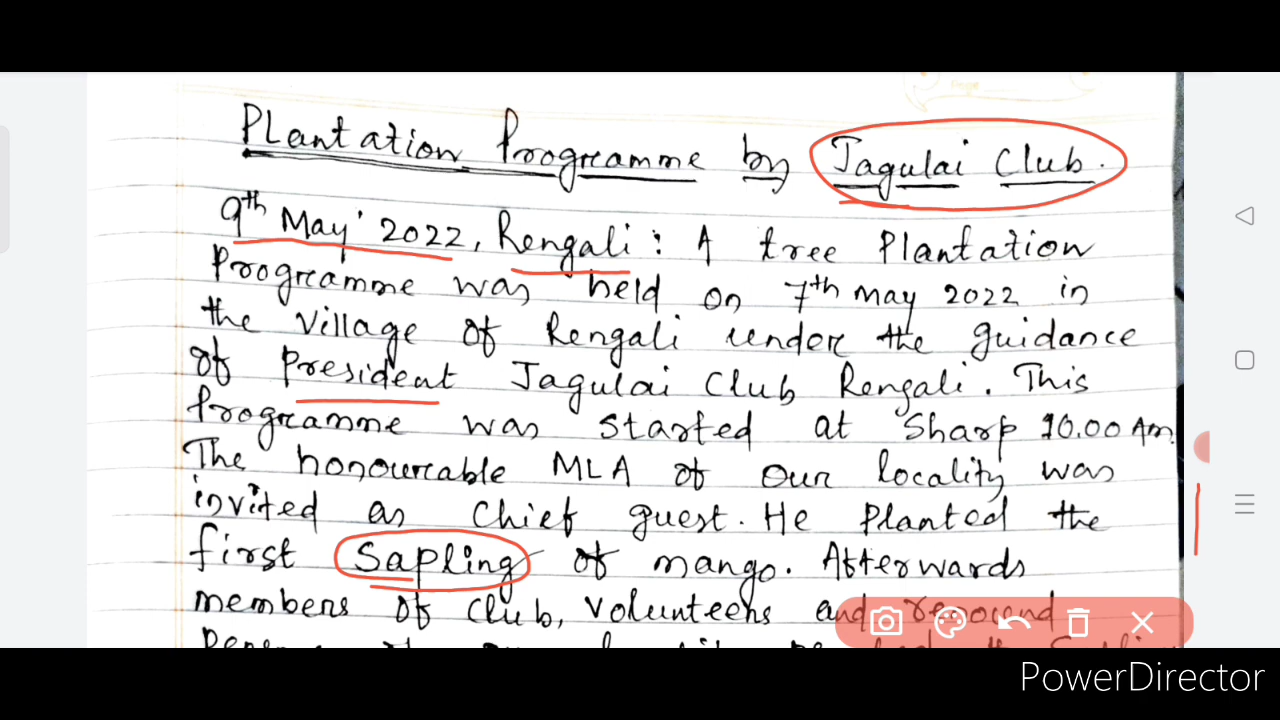 Plantation Programme by Jagulai Club.
9th May' 2022, Rengali: A tree Plantation
Programme was held on 7th May 2022 in
the village of Rengali under the guidance
of President Jagulai Club Rengali. This
Programme was started at Sharp 10.00 Am.
The honourable MLA of our locality was
invited as Chief guest. He Planted the
first Sapling of mango. Afterwards
members of Club, Volunteers and
PowerDirector